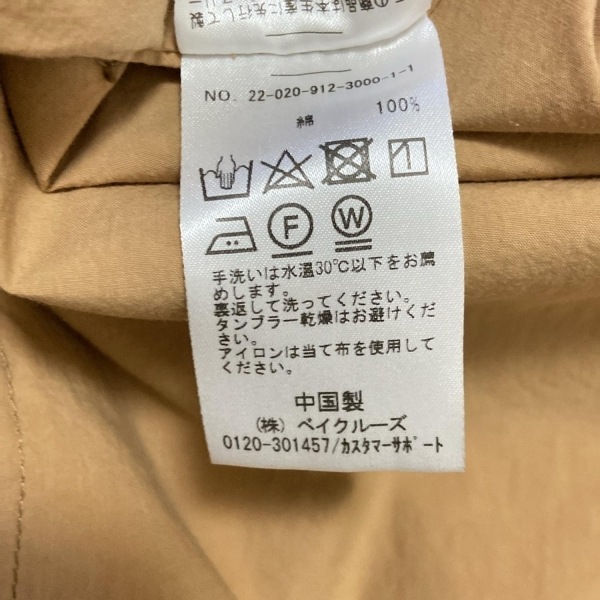 NO. 22-020-912-3000-1-1
綿 100%
F W
手洗いは水温30℃以下をお薦
めします。
裏返して洗ってください。
タンブラー乾燥はお避けくだ
さい。
アイロンは当て布を使用して
ください。
中国製
(株) ベイクルーズ
0120-301457/カスタマーサポート